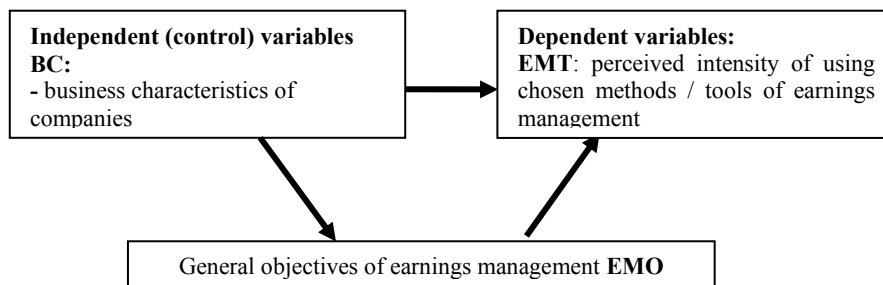 Independent (control) variables
BC:
- business characteristics of
companies
Dependent variables:
EMT: perceived intensity of using
chosen methods / tools of earnings
management
General objectives of earnings management EMO